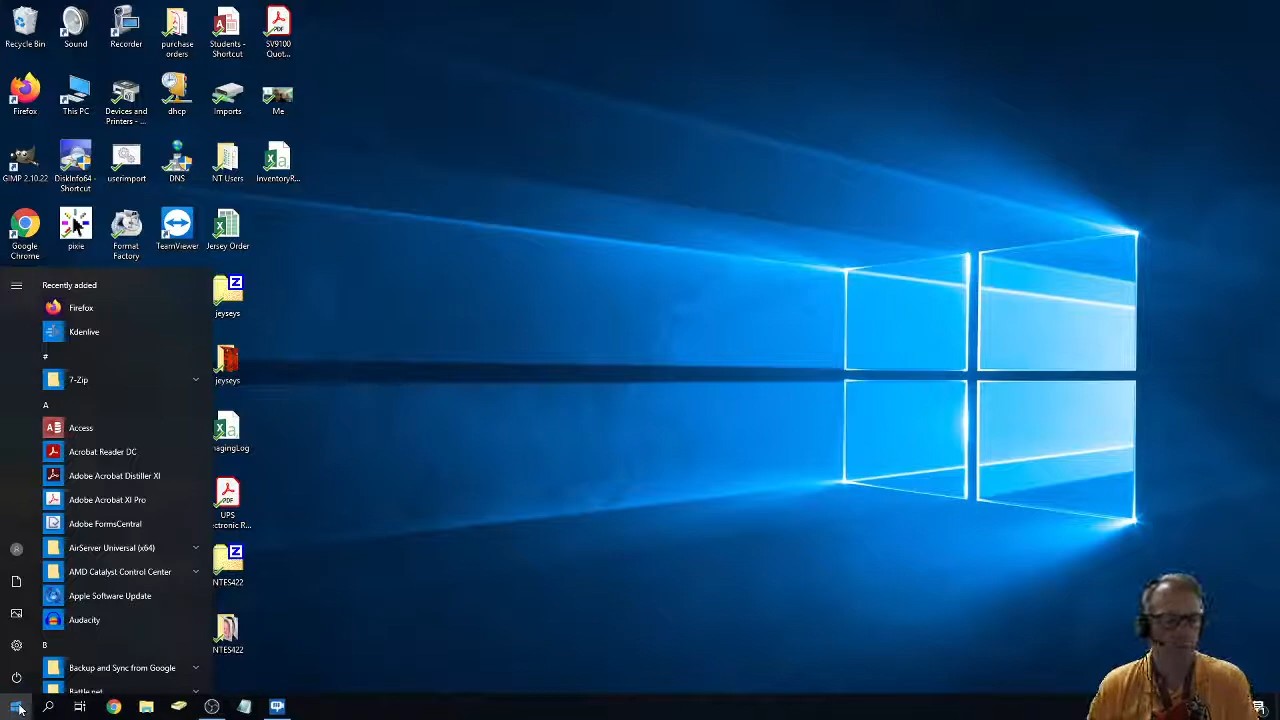 Recycle Bin
Sound
Recorder
purchase
orders
Students -
Shortcut
SV9100
Quot...
Firefox
This PC
Devices and
Printers - ...
dhcp
Imports
Me
GIMP 2.10.22
DiskInfo64 -
Shortcut
userimport
DNS
NT Users
InventoryR...
Google
Chrome
pixie
Format
Factory
TeamViewer
Jersey Order
jeyseys
jeyseys
magingLog
UPS
ectronic R...
NTES422
NTES422
Recently added
Firefox
Kdenlive
#
7-Zip
A
Access
Acrobat Reader DC
Adobe Acrobat Distiller XI
Adobe Acrobat XI Pro
Adobe FormsCentral
AirServer Universal (x64)
AMD Catalyst Control Center
Apple Software Update
Audacity
B
Backup and Sync from Google
Battle.net